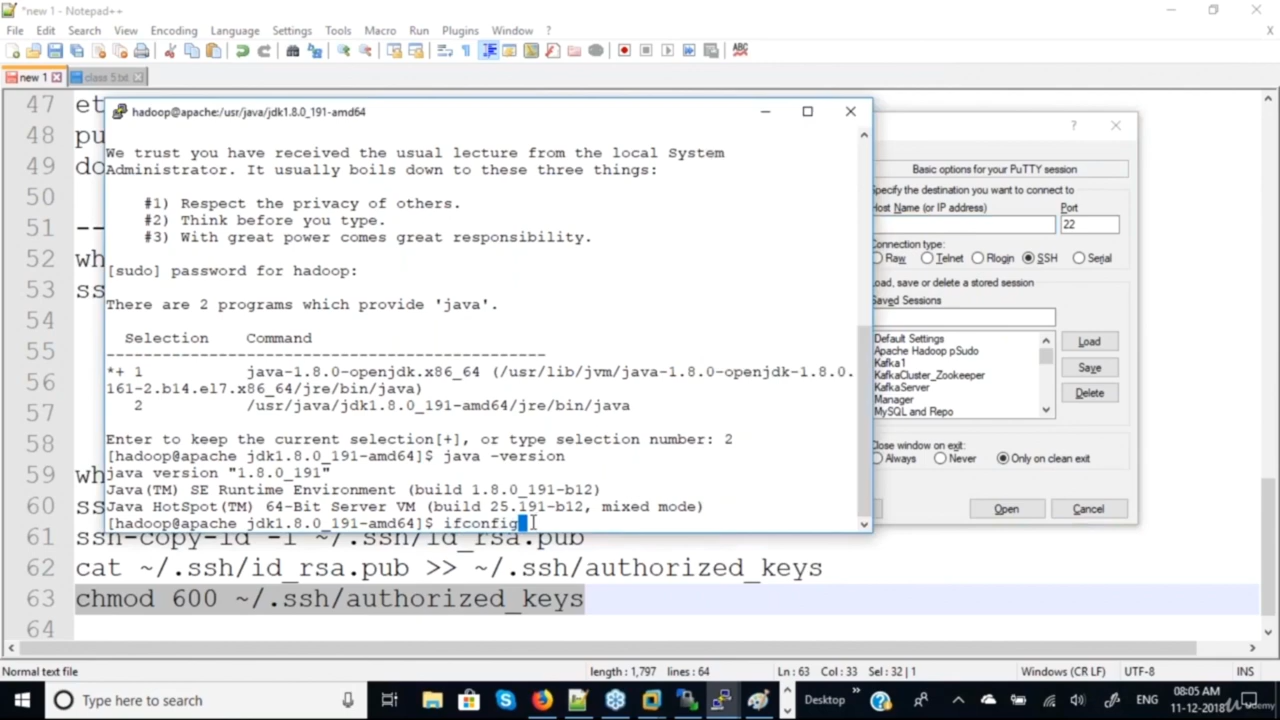 *new 1 - Notepad++
File Edit Search View Encoding Language Settings Tools Macro Run Plugins Window ?
X
new 1 class 5.txt
47 et
48 pu
49 do
50
51 --
52 wh
53 ss
54
55
56
57
58
59 wh
60 ss
61 ssh-copy-id -i ~/.ssh/id_rsa.pub
62 cat ~/.ssh/id_rsa.pub >> ~/.ssh/authorized_keys
63 chmod 600 ~/.ssh/authorized_keys
64
hadoop@apache:/usr/java/jdk1.8.0_191-amd64
We trust you have received the usual lecture from the local System
Administrator. It usually boils down to these three things:
#1) Respect the privacy of others.
#2) Think before you type.
#3) With great power comes great responsibility.
[sudo] password for hadoop:
There are 2 programs which provide 'java'.
Selection Command
-----------------------------------------------
*+ 1 java-1.8.0-openjdk.x86_64 (/usr/lib/jvm/java-1.8.0-openjdk-1.8.0.
161-2.b14.el7.x86_64/jre/bin/java)
2 /usr/java/jdk1.8.0_191-amd64/jre/bin/java
Enter to keep the current selection[+], or type selection number: 2
[hadoop@apache jdk1.8.0_191-amd64]$ java -version
java version "1.8.0_191"
Java(TM) SE Runtime Environment (build 1.8.0_191-b12)
Java HotSpot(TM) 64-Bit Server VM (build 25.191-b12, mixed mode)
[hadoop@apache jdk1.8.0_191-amd64]$ ifconfig
?
Basic options for your PuTTY session
Specify the destination you want to connect to
Host Name (or IP address) Port
22
Connection type:
Raw Telnet Rlogin SSH Serial
Load, save or delete a stored session
Saved Sessions
Default Settings
Apache Hadoop pSudo
Kafka1
KafkaCluster_Zookeeper
KafkaServer
Manager
MySQL and Repo
Load
Save
Delete
Close window on exit:
Always Never Only on clean exit
Open Cancel
Normal text file length : 1,797 lines : 64 Ln : 63 Col : 33 Sel : 32 | 1 Windows (CR LF) UTF-8 INS
Type here to search
Desktop
ENG
08:05 AM
11-12-2018
Udemy